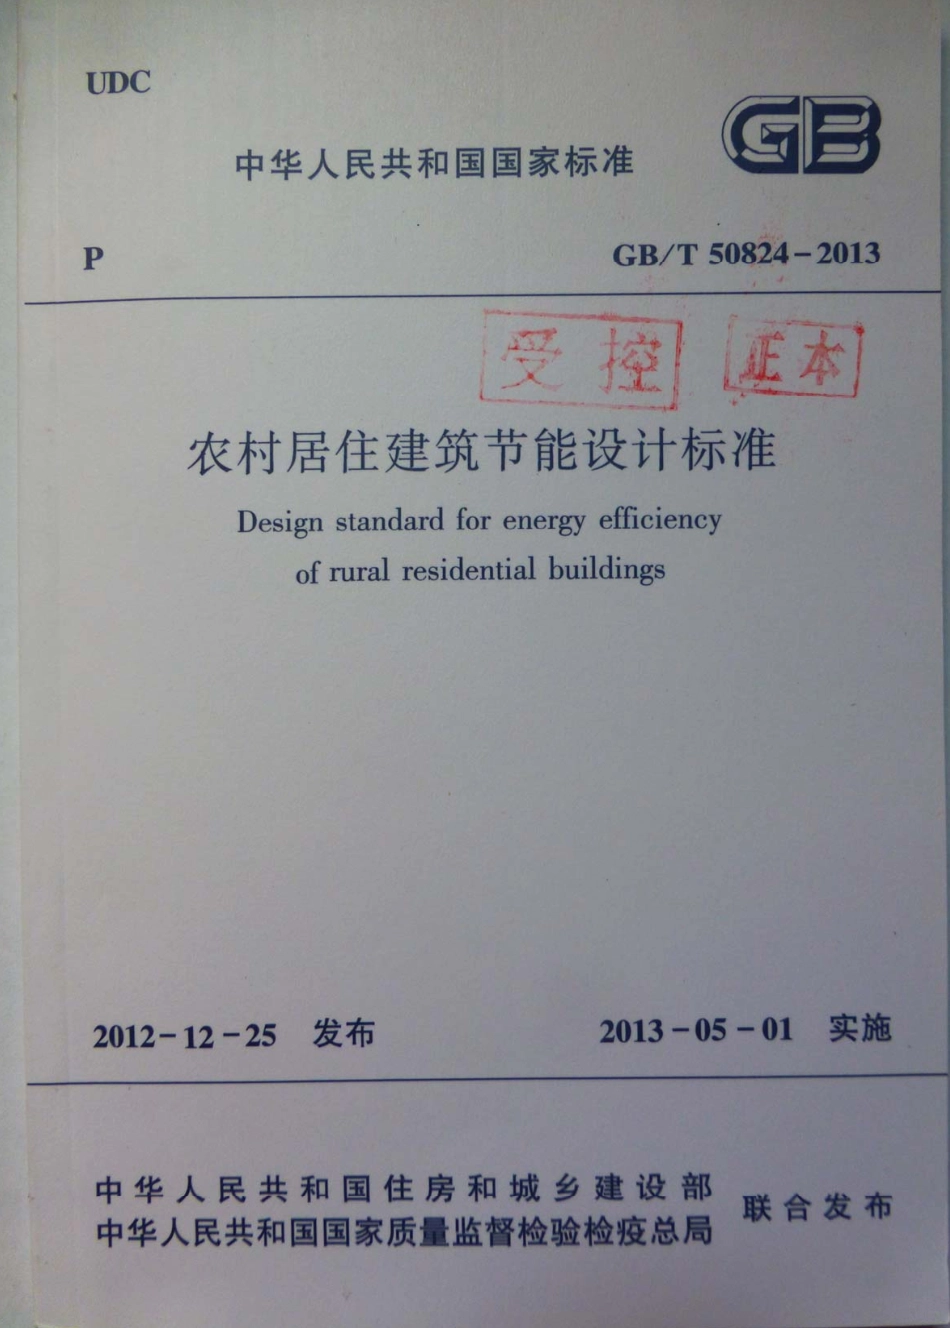 UDC
GB
中华人民共和国国家标准
P
GB/T 50824-2013
受控
正本
农村居住建筑节能设计标准
Design standard for energy efficiency
of rural residential buildings
2012-12-25 发布
2013-05-01 实施
中华人民共和国住房和城乡建设部
中华人民共和国国家质量监督检验检疫总局
联合发布